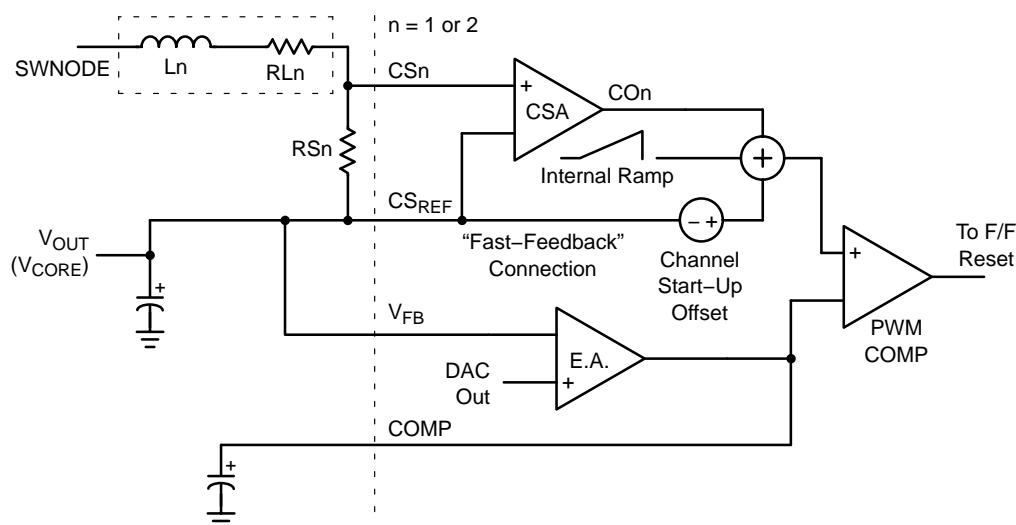 n = 1 or 2
SWNODE
Ln
RLn
CSn
+
CSA
COn
RSn
Internal Ramp
+
CSREF
− +
VOUT
(VCORE)
+
“Fast−Feedback”
Connection
Channel
Start−Up
Offset
+
To F/F
Reset
PWM
COMP
VFB
E.A.
DAC
Out
+
COMP
+